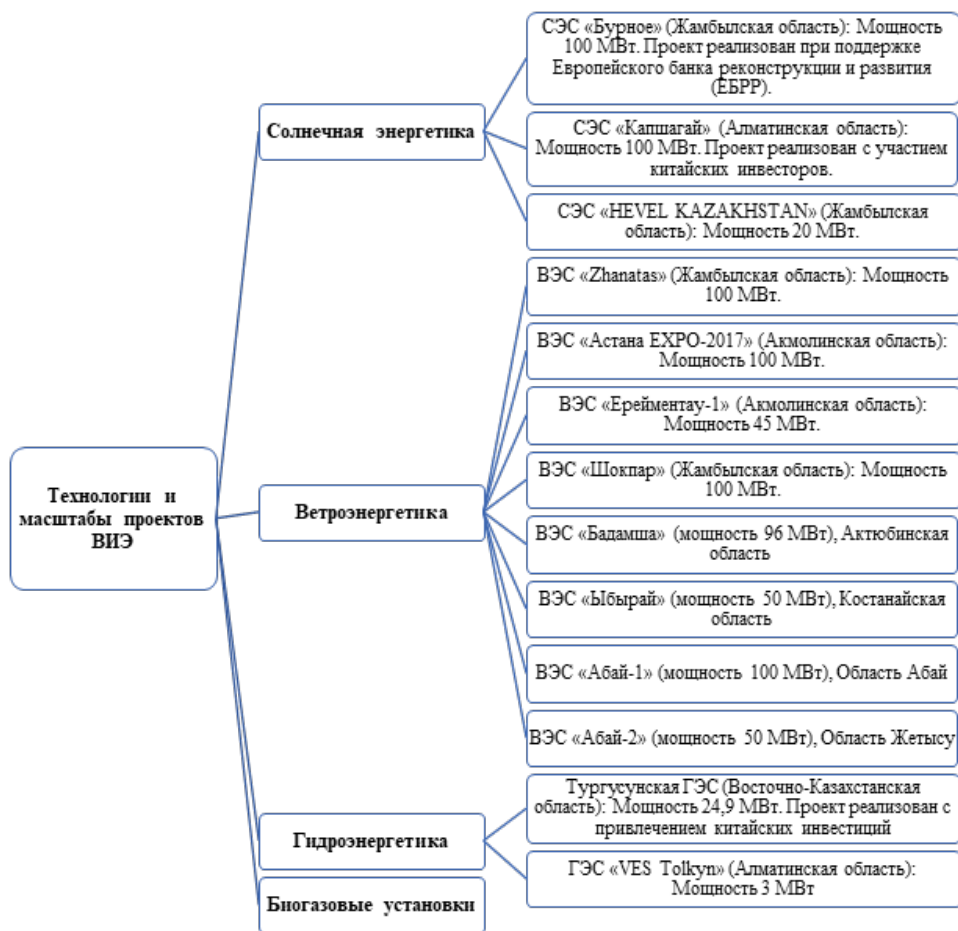 Технологии и
масштабы проектов
ВИЭ
Солнечная энергетика
СЭС «Бурное» (Жамбылская область): Мощность
100 МВт. Проект реализован при поддержке
Европейского банка реконструкции и развития
(ЕБРР).
СЭС «Капшагай» (Алматинская область):
Мощность 100 МВт. Проект реализован с участием
китайских инвесторов.
СЭС «HEVEL KAZAKHSTAN» (Жамбылская
область): Мощность 20 МВт.
Ветроэнергетика
ВЭС «Zhanatas» (Жамбылская область): Мощность
100 МВт.
ВЭС «Астана EXPO-2017» (Акмолинская область):
Мощность 100 МВт.
ВЭС «Ерейментау-1» (Акмолинская область):
Мощность 45 МВт.
ВЭС «Шокпар» (Жамбылская область): Мощность
100 МВт.
ВЭС «Бадамша» (мощность 96 МВт), Актюбинская
область
ВЭС «Ыбырай» (мощность 50 МВт), Костанайская
область
ВЭС «Абай-1» (мощность 100 МВт), Область Абай
ВЭС «Абай-2» (мощность 50 МВт), Область Жетысу
Гидроэнергетика
Тургусунская ГЭС (Восточно-Казахстанская
область): Мощность 24,9 МВт. Проект реализован с
привлечением китайских инвестиций
ГЭС «VES Tolkyn» (Алматинская область):
Мощность 3 МВт
Биогазовые установки